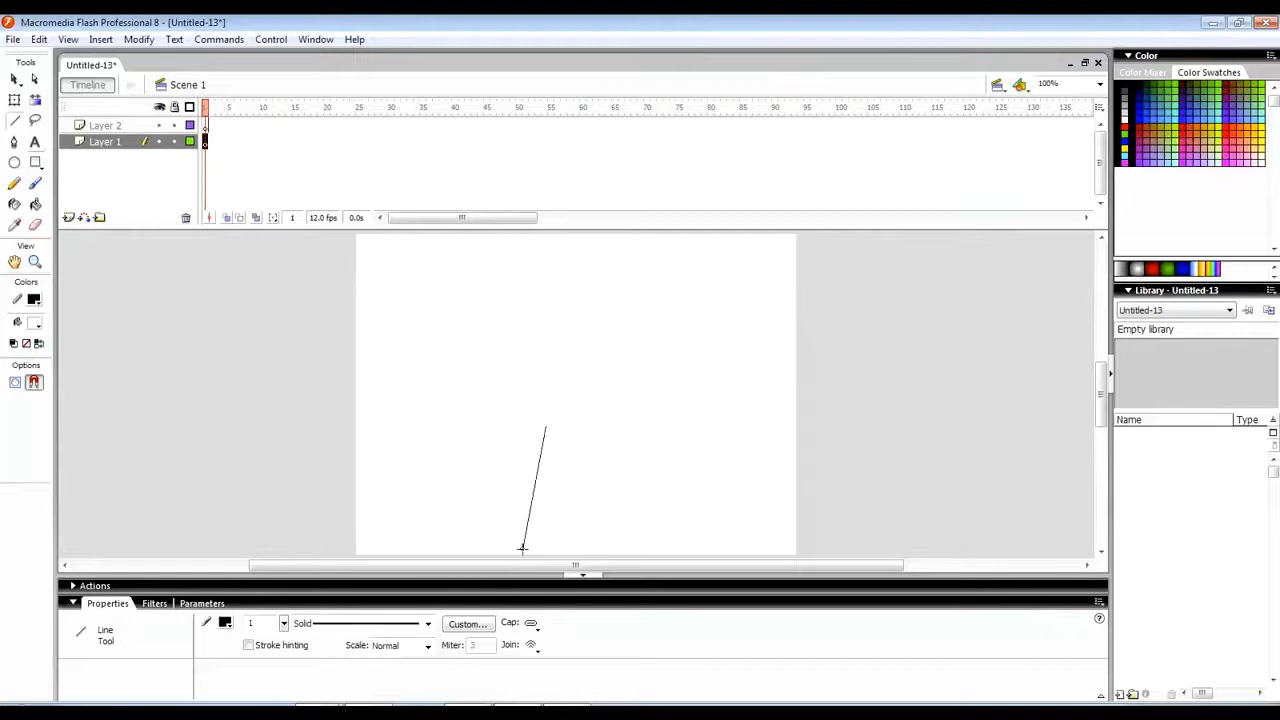 Macromedia Flash Professional 8 - [Untitled-13*]
File Edit View Insert Modify Text Commands Control Window Help
Tools
Untitled-13*
Timeline
Scene 1
100%
5 10 15 20 25 30 35 40 45 50 55 60 65 70 75 80 85 90 95 100 105 110 115 120 125 130 135
Layer 2
Layer 1
1 12.0 fps 0.0s
View
Colors
Options
Color
Color Mixer Color Swatches
Library - Untitled-13
Untitled-13
Empty library
Name Type
Actions
Properties Filters Parameters
Line
Tool
1 Solid Custom... Cap:
Stroke hinting Scale: Normal Miter: 3 Join: